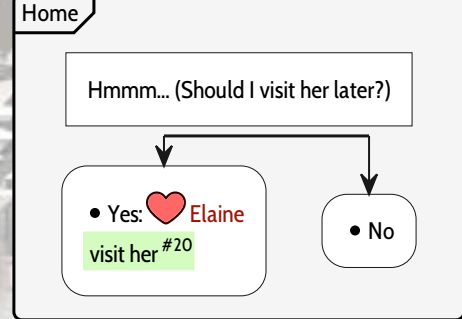 Home
Hmmm... (Should I visit her later?)
• Yes: Elaine
visit her #20
• No